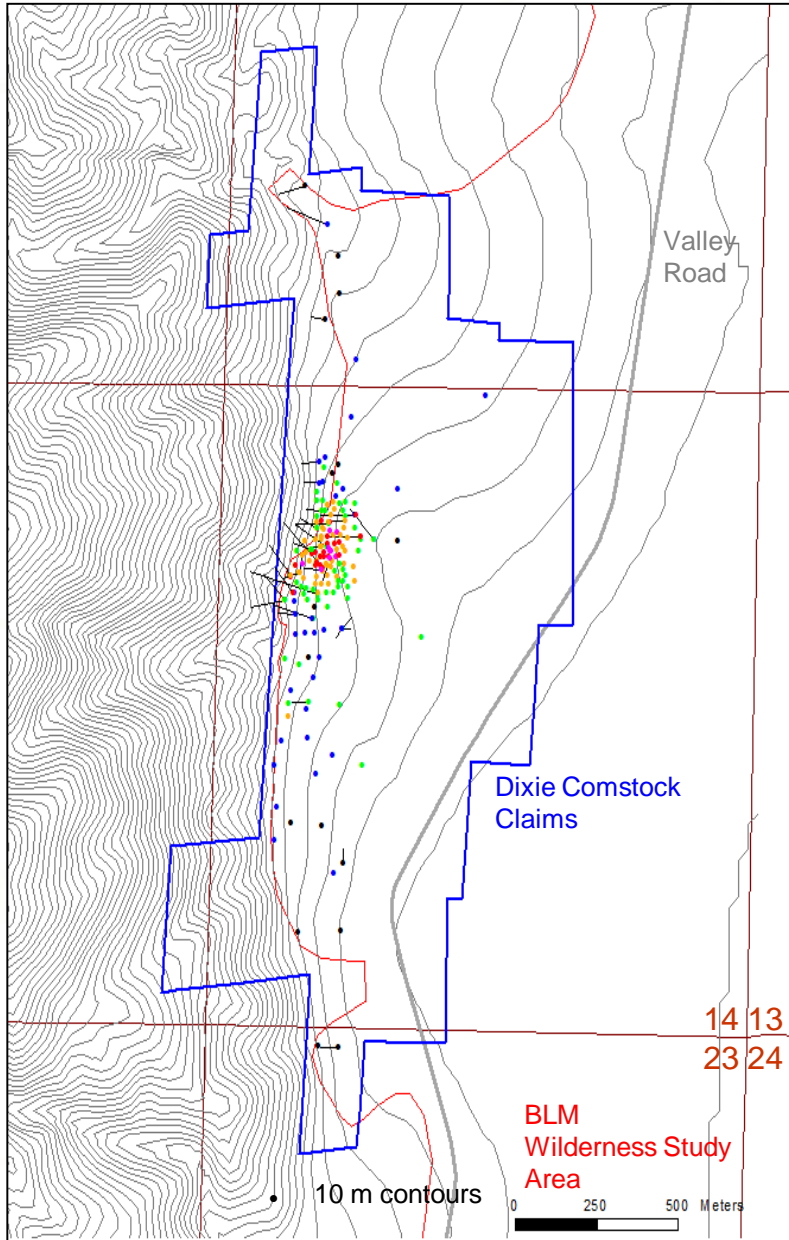 Valley
Road
Dixie Comstock
Claims
14 13
23 24
BLM
Wilderness Study
Area
10 m contours
0 250 500 Meters